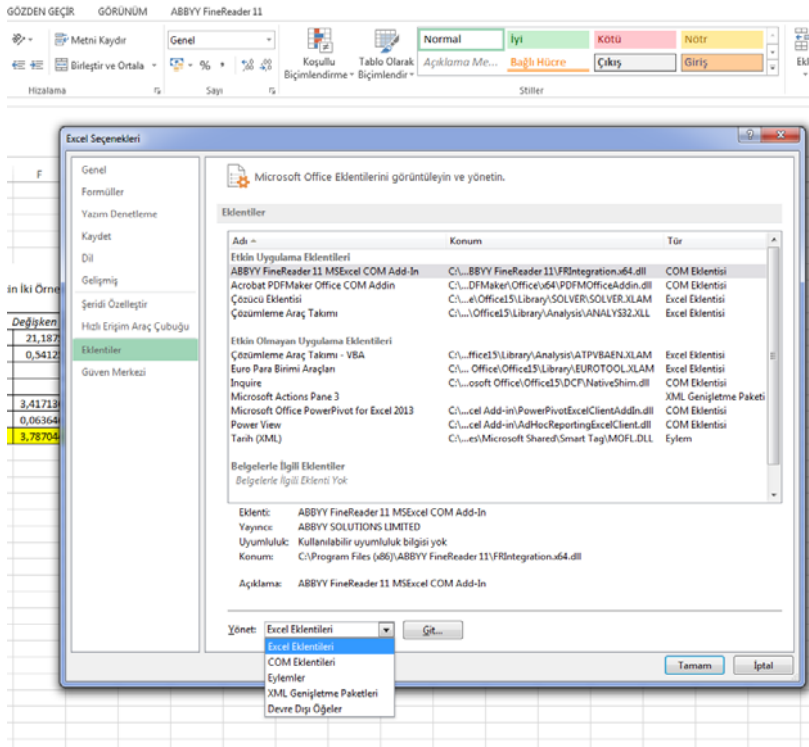 GÖZDEN GEÇİR GÖRÜNÜM ABBYY FineReader 11
Metni Kaydır Genel Normal İyi Kötü Nötr
Birleştir ve Ortala % Koşullu Biçimlendirme Tablo Olarak Biçimlendir Açıklama Me... Bağlı Hücre Çıkış Giriş Ekl
Hizalama Sayı Stiller
Excel Seçenekleri
F
Genel
Formüller
Yazım Denetleme
Kaydet
Dil
Gelişmiş
Şeridi Özelleştir
Hızlı Erişim Araç Çubuğu
Eklentiler
Güven Merkezi
in İki Örne
Değişken
21,187
0,5412
3,41713
0,06364
3,78704
Microsoft Office Eklentilerini görüntüleyin ve yönetin.
Eklentiler
Adı Konum Tür
Etkin Uygulama Eklentileri
ABBYY FineReader 11 MSExcel COM Add-In C:\...BBYY FineReader 11\FRIntegration.x64.dll COM Eklentisi
Acrobat PDFMaker Office COM Addin C:\...DFMaker\Office\x64\PDFMOfficeAddin.dll COM Eklentisi
Çözücü Eklentisi C:\...e\Office15\Library\SOLVER\SOLVER.XLAM Excel Eklentisi
Çözümleme Araç Takımı C:\...\Office15\Library\Analysis\ANALYS32.XLL Excel Eklentisi
Etkin Olmayan Uygulama Eklentileri
Çözümleme Araç Takımı - VBA C:\...ffice15\Library\Analysis\ATPVBAEN.XLAM Excel Eklentisi
Euro Para Birimi Araçları C:\... Office\Office15\Library\EUROTOOL.XLAM Excel Eklentisi
Inquire C:\...osoft Office\Office15\DCF\NativeShim.dll COM Eklentisi
Microsoft Actions Pane 3 XML Genişletme Paketi
Microsoft Office PowerPivot for Excel 2013 C:\...cel Add-in\PowerPivotExcelClientAddIn.dll COM Eklentisi
Power View C:\...cel Add-in\AdHocReportingExcelClient.dll COM Eklentisi
Tarih (XML) C:\...es\Microsoft Shared\Smart Tag\MOFL.DLL Eylem
Belgelerle İlgili Eklentiler
Belgelerle İlgili Eklenti Yok
Eklenti: ABBYY FineReader 11 MSExcel COM Add-In
Yayıncı: ABBYY SOLUTIONS LIMITED
Uyumluluk: Kullanılabilir uyumluluk bilgisi yok
Konum: C:\Program Files (x86)\ABBYY FineReader 11\FRIntegration.x64.dll
Açıklama: ABBYY FineReader 11 MSExcel COM Add-In
Yönet: Excel Eklentileri Git...
Excel Eklentileri
COM Eklentileri
Eylemler
XML Genişletme Paketleri
Devre Dışı Öğeler
Tamam İptal